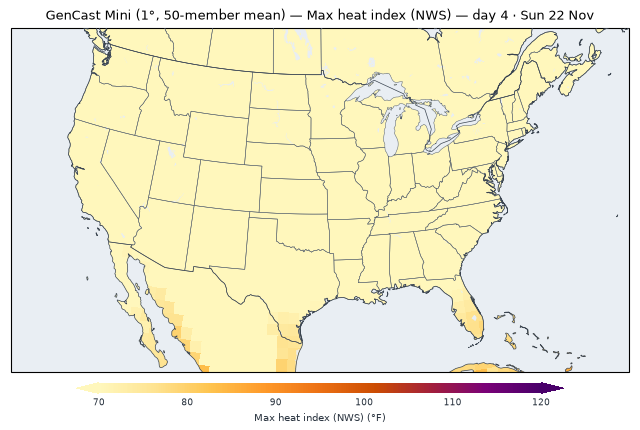 GenCast Mini (1°, 50-member mean) — Max heat index (NWS) — day 4 · Sun 22 Nov
70 80 90 100 110 120
Max heat index (NWS) (°F)